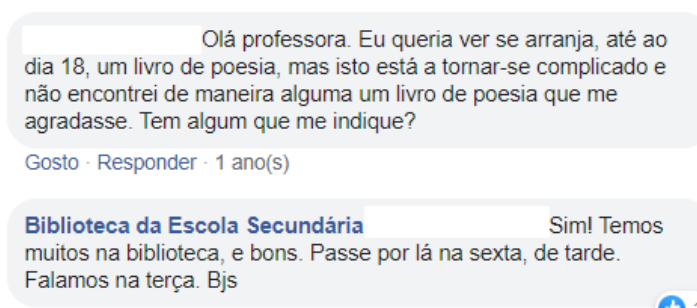 Olá professora. Eu queria ver se arranja, até ao
dia 18, um livro de poesia, mas isto está a tornar-se complicado e
não encontrei de maneira alguma um livro de poesia que me
agradasse. Tem algum que me indique?
Gosto · Responder · 1 ano(s)
Biblioteca da Escola Secundária Sim! Temos
muitos na biblioteca, e bons. Passe por lá na sexta, de tarde.
Falamos na terça. Bjs